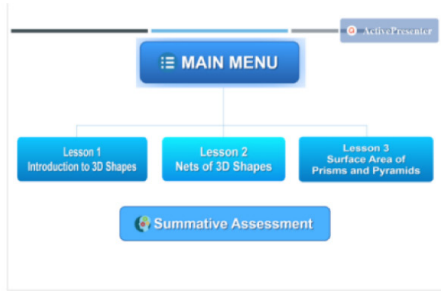 ActivePresenter
MAIN MENU
Lesson 1
Introduction to 3D Shapes
Lesson 2
Nets of 3D Shapes
Lesson 3
Surface Area of
Prisms and Pyramids
Summative Assessment